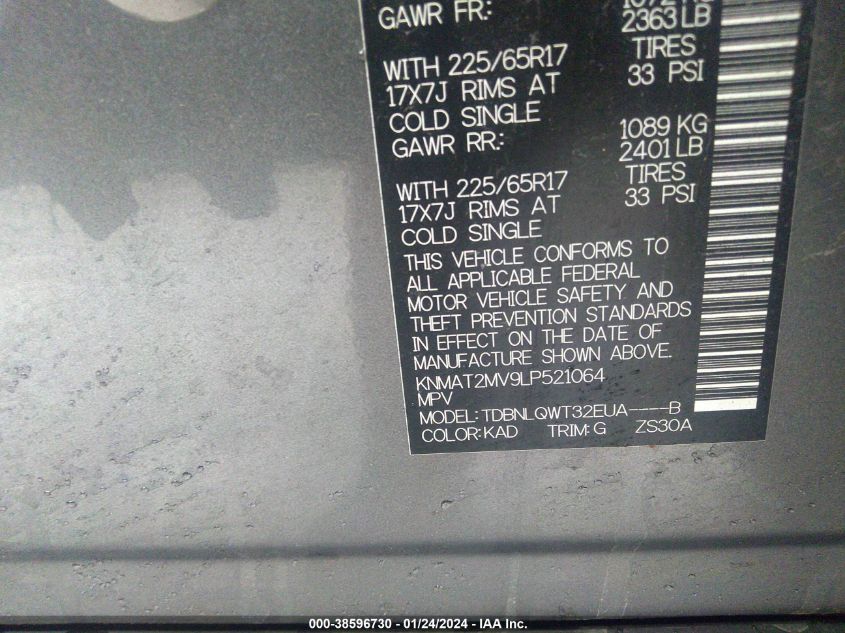 GAWR FR:
2363 LB
WITH 225/65R17 TIRES
17X7J RIMS AT 33 PSI
COLD SINGLE
GAWR RR: 1089 KG
2401 LB
WITH 225/65R17 TIRES
17X7J RIMS AT 33 PSI
COLD SINGLE
THIS VEHICLE CONFORMS TO
ALL APPLICABLE FEDERAL
MOTOR VEHICLE SAFETY AND
THEFT PREVENTION STANDARDS
IN EFFECT ON THE DATE OF
MANUFACTURE SHOWN ABOVE.
KNMAT2MV9LP521064
MPV
MODEL:TDBNLQWT32EUA----B
COLOR:KAD TRIM:G ZS30A
000-38596730 - 01/24/2024 - IAA Inc.